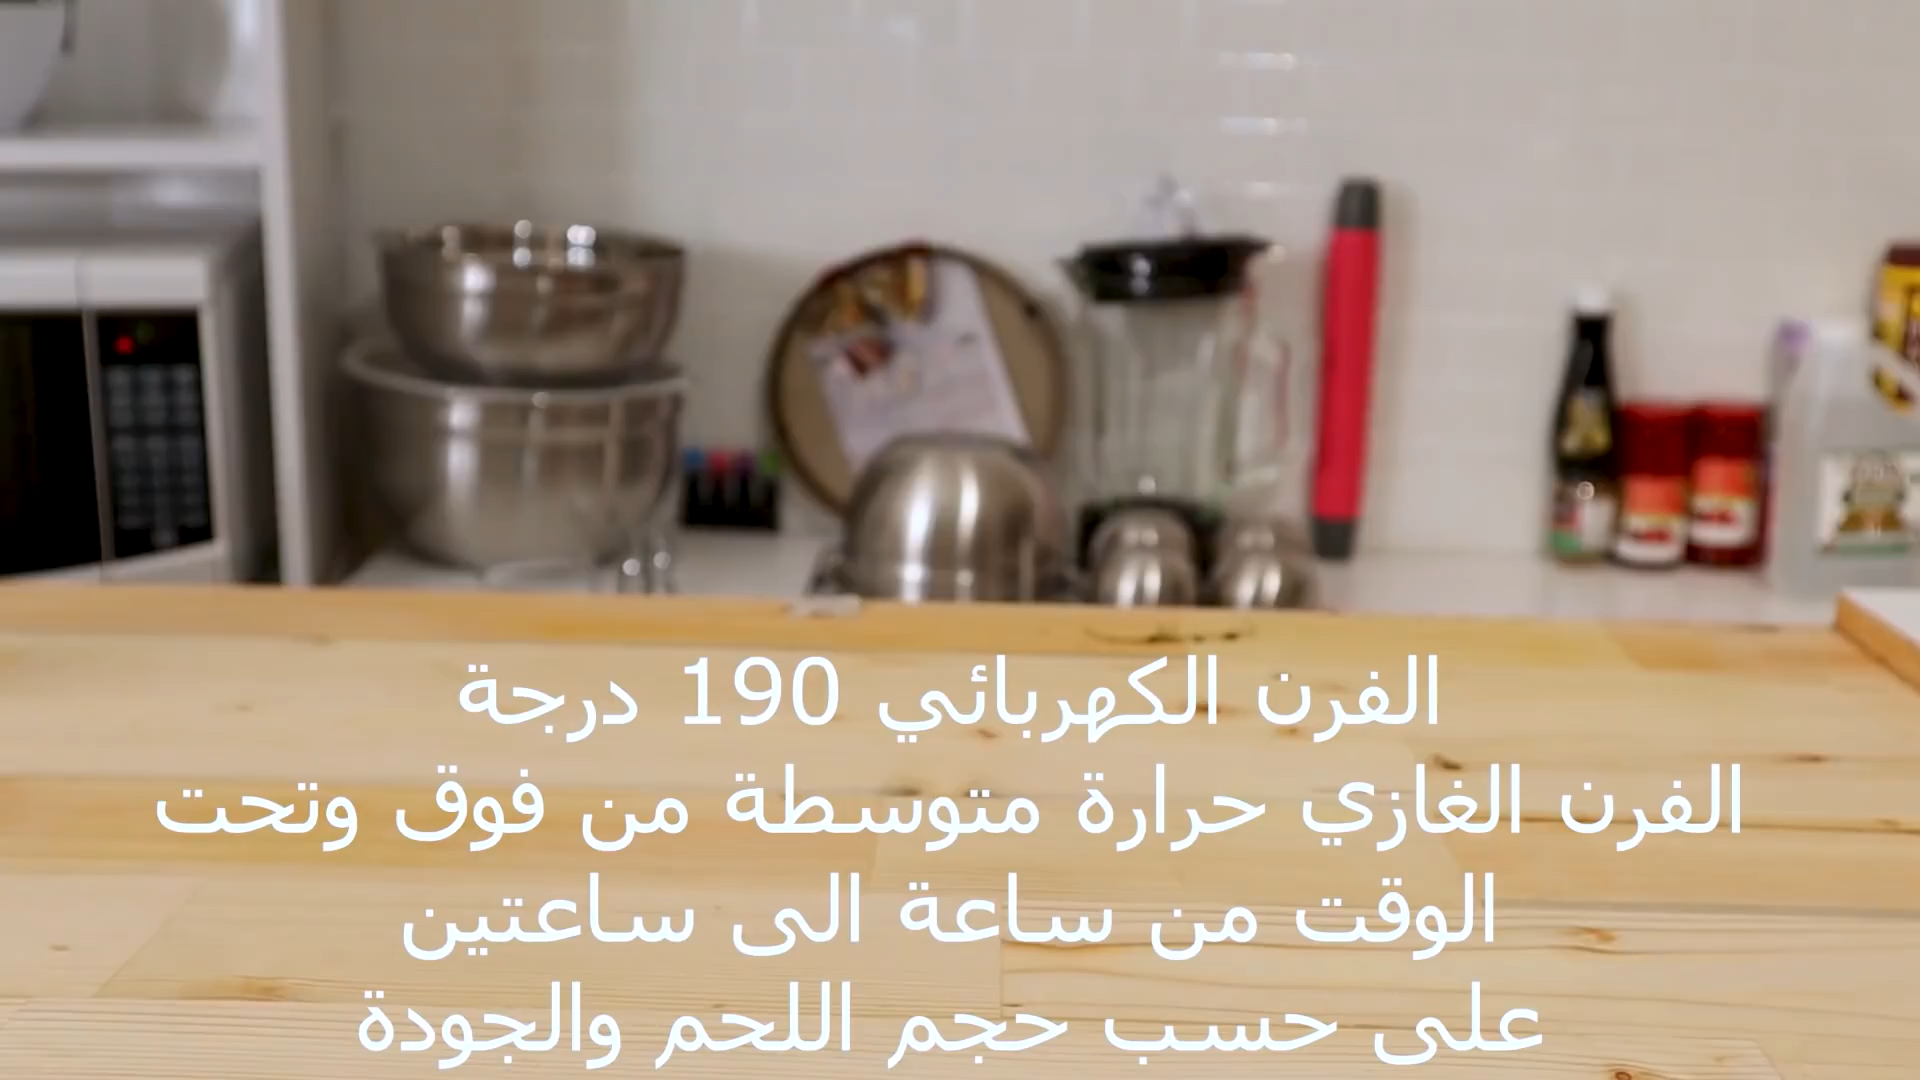 الفرن الكهربائي 190 درجة
الفرن الغازي حرارة متوسطة من فوق وتحت
الوقت من ساعة الى ساعتين
على حسب حجم اللحم والجودة